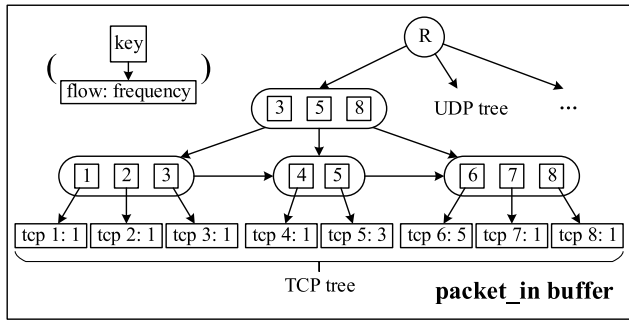 key
flow: frequency
( )
R
UDP tree
...
3 5 8
1 2 3
4 5
6 7 8
tcp 1: 1
tcp 2: 1
tcp 3: 1
tcp 4: 1
tcp 5: 3
tcp 6: 5
tcp 7: 1
tcp 8: 1
TCP tree
packet_in buffer